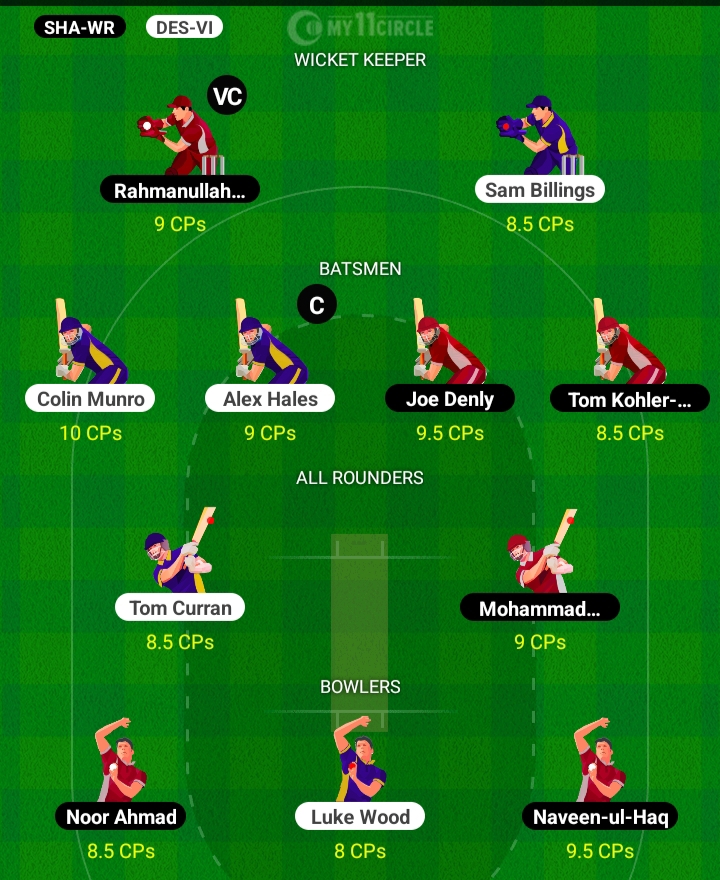 SHA-WR DES-VI MY11CIRCLE
WICKET KEEPER
VC
Rahmanullah... Sam Billings
9 CPs 8.5 CPs
BATSMEN
C
Colin Munro Alex Hales Joe Denly Tom Kohler-...
10 CPs 9 CPs 9.5 CPs 8.5 CPs
ALL ROUNDERS
Tom Curran Mohammad...
8.5 CPs 9 CPs
BOWLERS
Noor Ahmad Luke Wood Naveen-ul-Haq
8.5 CPs 8 CPs 9.5 CPs